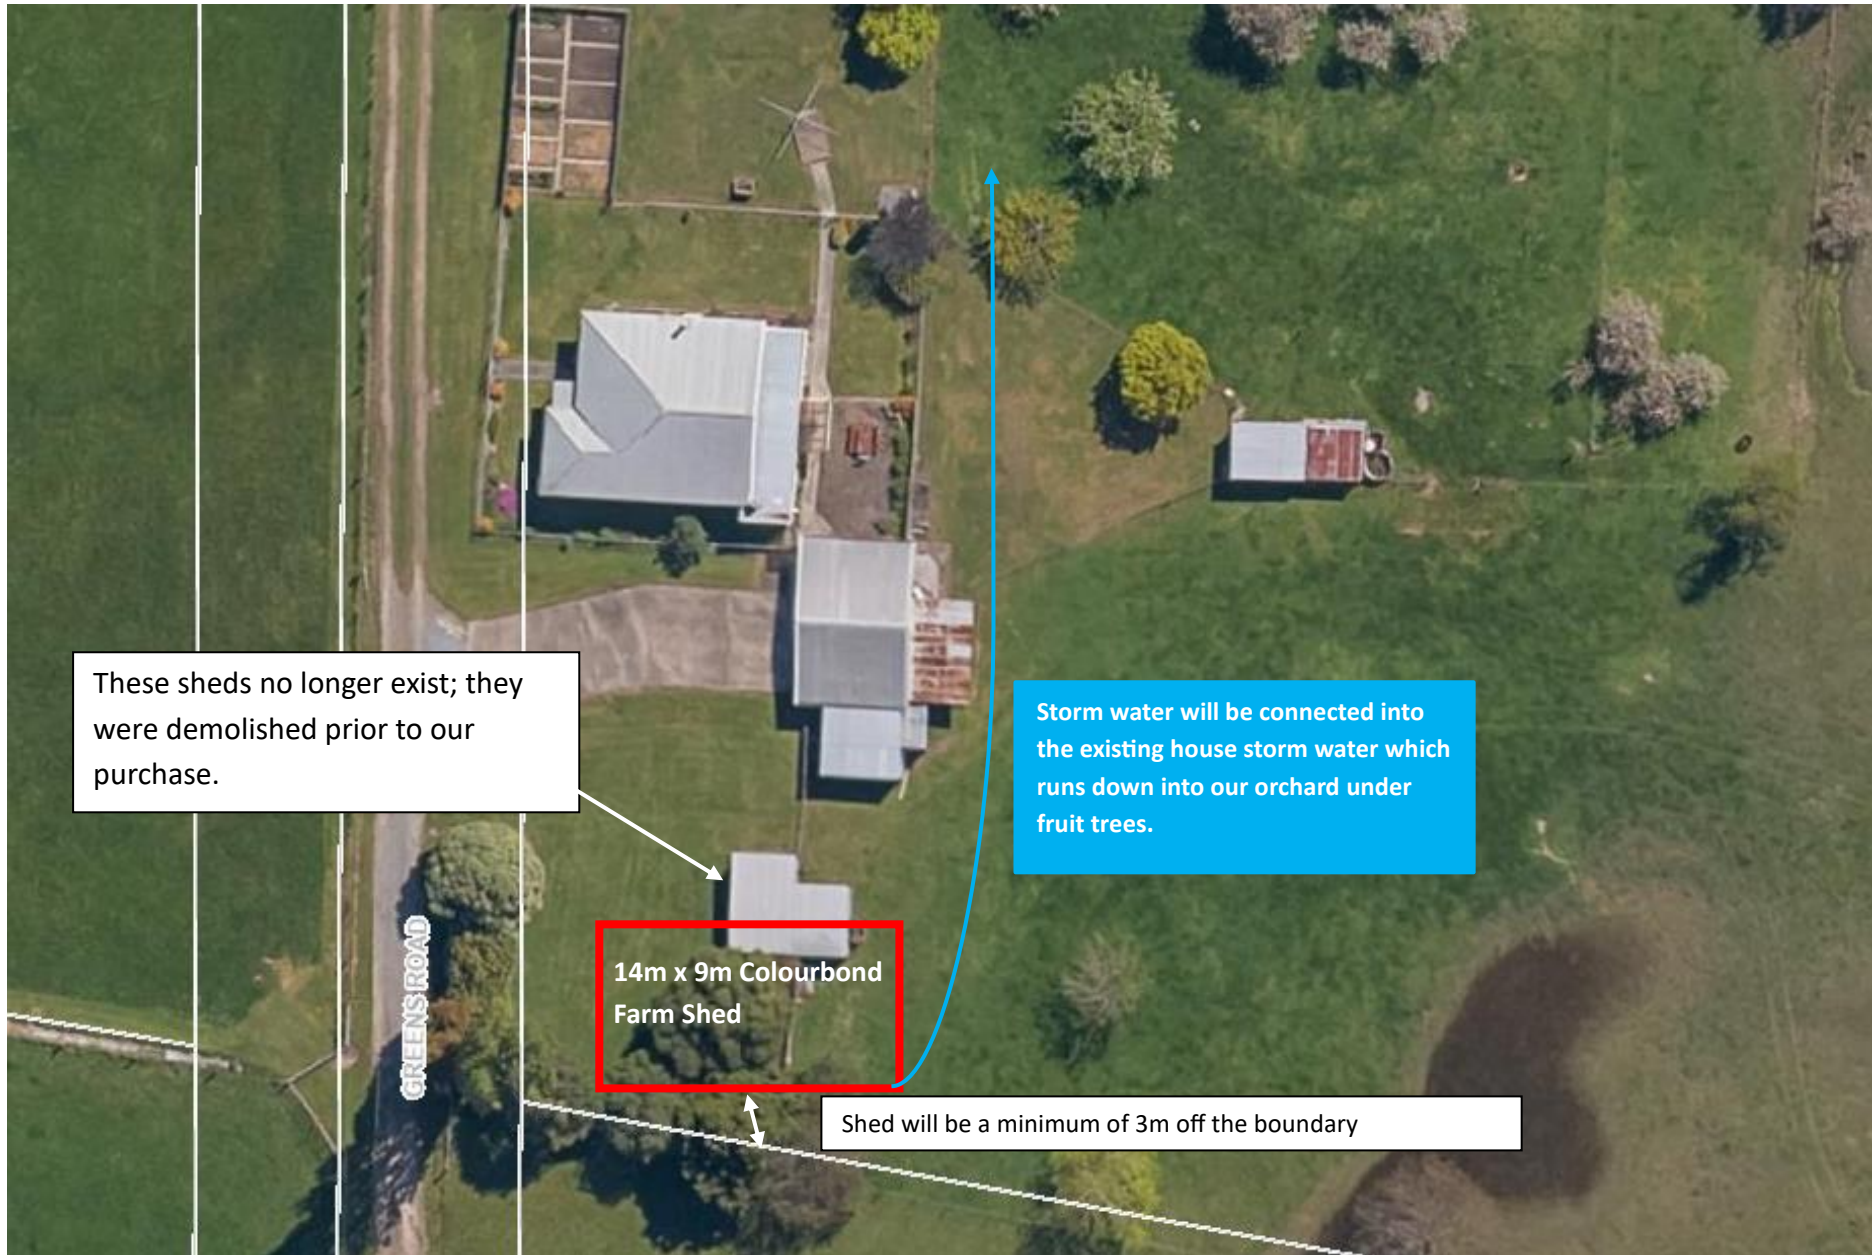 These sheds no longer exist; they
were demolished prior to our
purchase.
Storm water will be connected into
the existing house storm water which
runs down into our orchard under
fruit trees.
GREENS ROAD
14m x 9m Colourbond
Farm Shed
Shed will be a minimum of 3m off the boundary